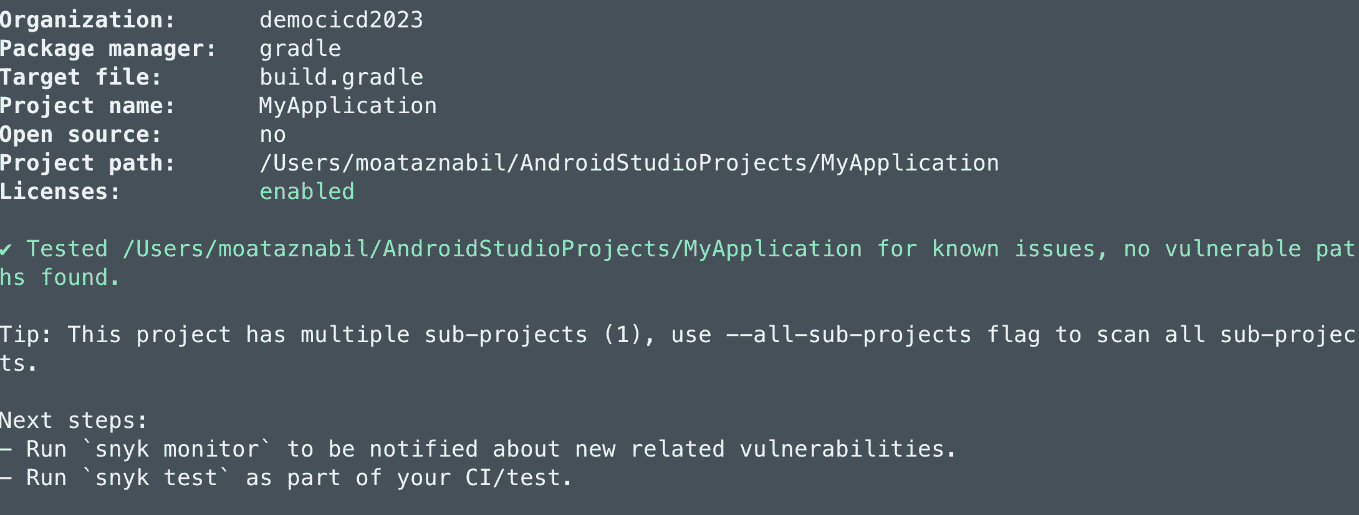 Organization:      democicd2023
Package manager:   gradle
Target file:       build.gradle
Project name:      MyApplication
Open source:       no
Project path:      /Users/moataznabil/AndroidStudioProjects/MyApplication
Licenses:          enabled
✔ Tested /Users/moataznabil/AndroidStudioProjects/MyApplication for known issues, no vulnerable pat
hs found.
Tip: This project has multiple sub-projects (1), use --all-sub-projects flag to scan all sub-projec
ts.
Next steps:
- Run `snyk monitor` to be notified about new related vulnerabilities.
- Run `snyk test` as part of your CI/test.